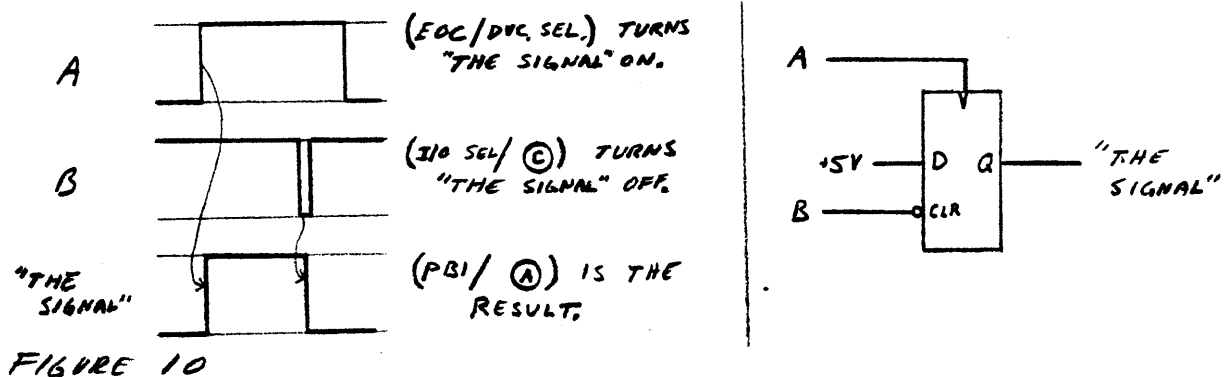 A
(EOC/DVC. SEL.) TURNS
"THE SIGNAL" ON.
B
(I/O SEL/ Ⓒ) TURNS
"THE SIGNAL" OFF.
"THE
SIGNAL"
(PB1/ Ⓐ) IS THE
RESULT.
FIGURE 10
A
+5V
D Q
"THE
SIGNAL"
B
CLR